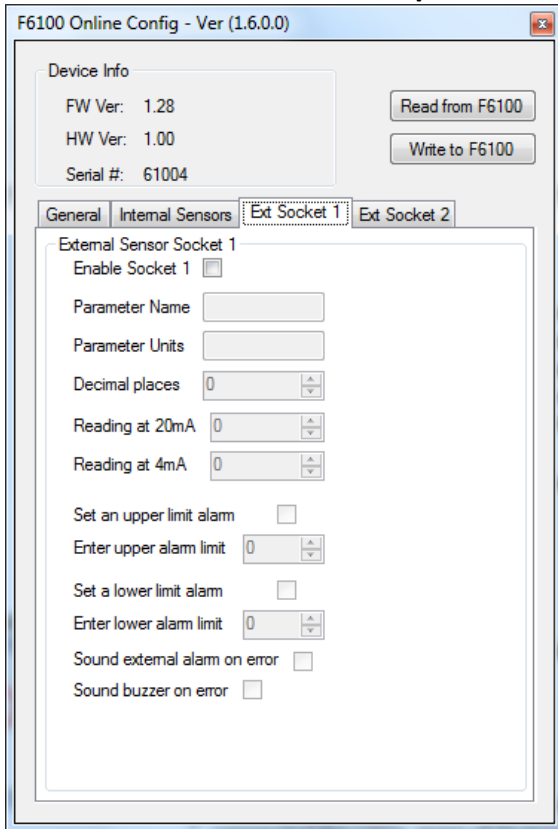 F6100 Online Config - Ver (1.6.0.0)
Device Info
FW Ver: 1.28
HW Ver: 1.00
Serial #: 61004
Read from F6100
Write to F6100
General Internal Sensors Ext Socket 1 Ext Socket 2
External Sensor Socket 1
Enable Socket 1
Parameter Name
Parameter Units
Decimal places 0
Reading at 20mA 0
Reading at 4mA 0
Set an upper limit alarm
Enter upper alarm limit 0
Set a lower limit alarm
Enter lower alarm limit 0
Sound external alarm on error
Sound buzzer on error